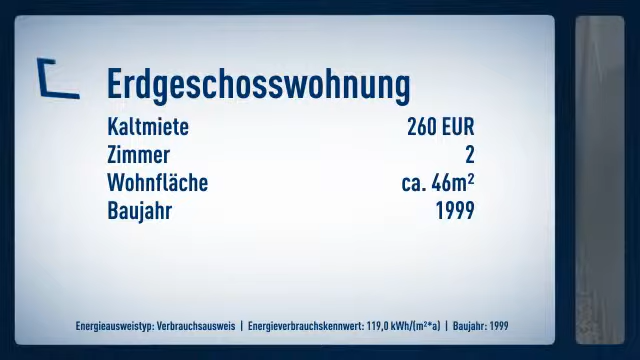 Erdgeschosswohnung
Kaltmiete 260 EUR
Zimmer 2
Wohnfläche ca. 46m²
Baujahr 1999
Energieausweistyp: Verbrauchsausweis | Energieverbrauchskennwert: 119,0 kWh/(m²*a) | Baujahr: 1999